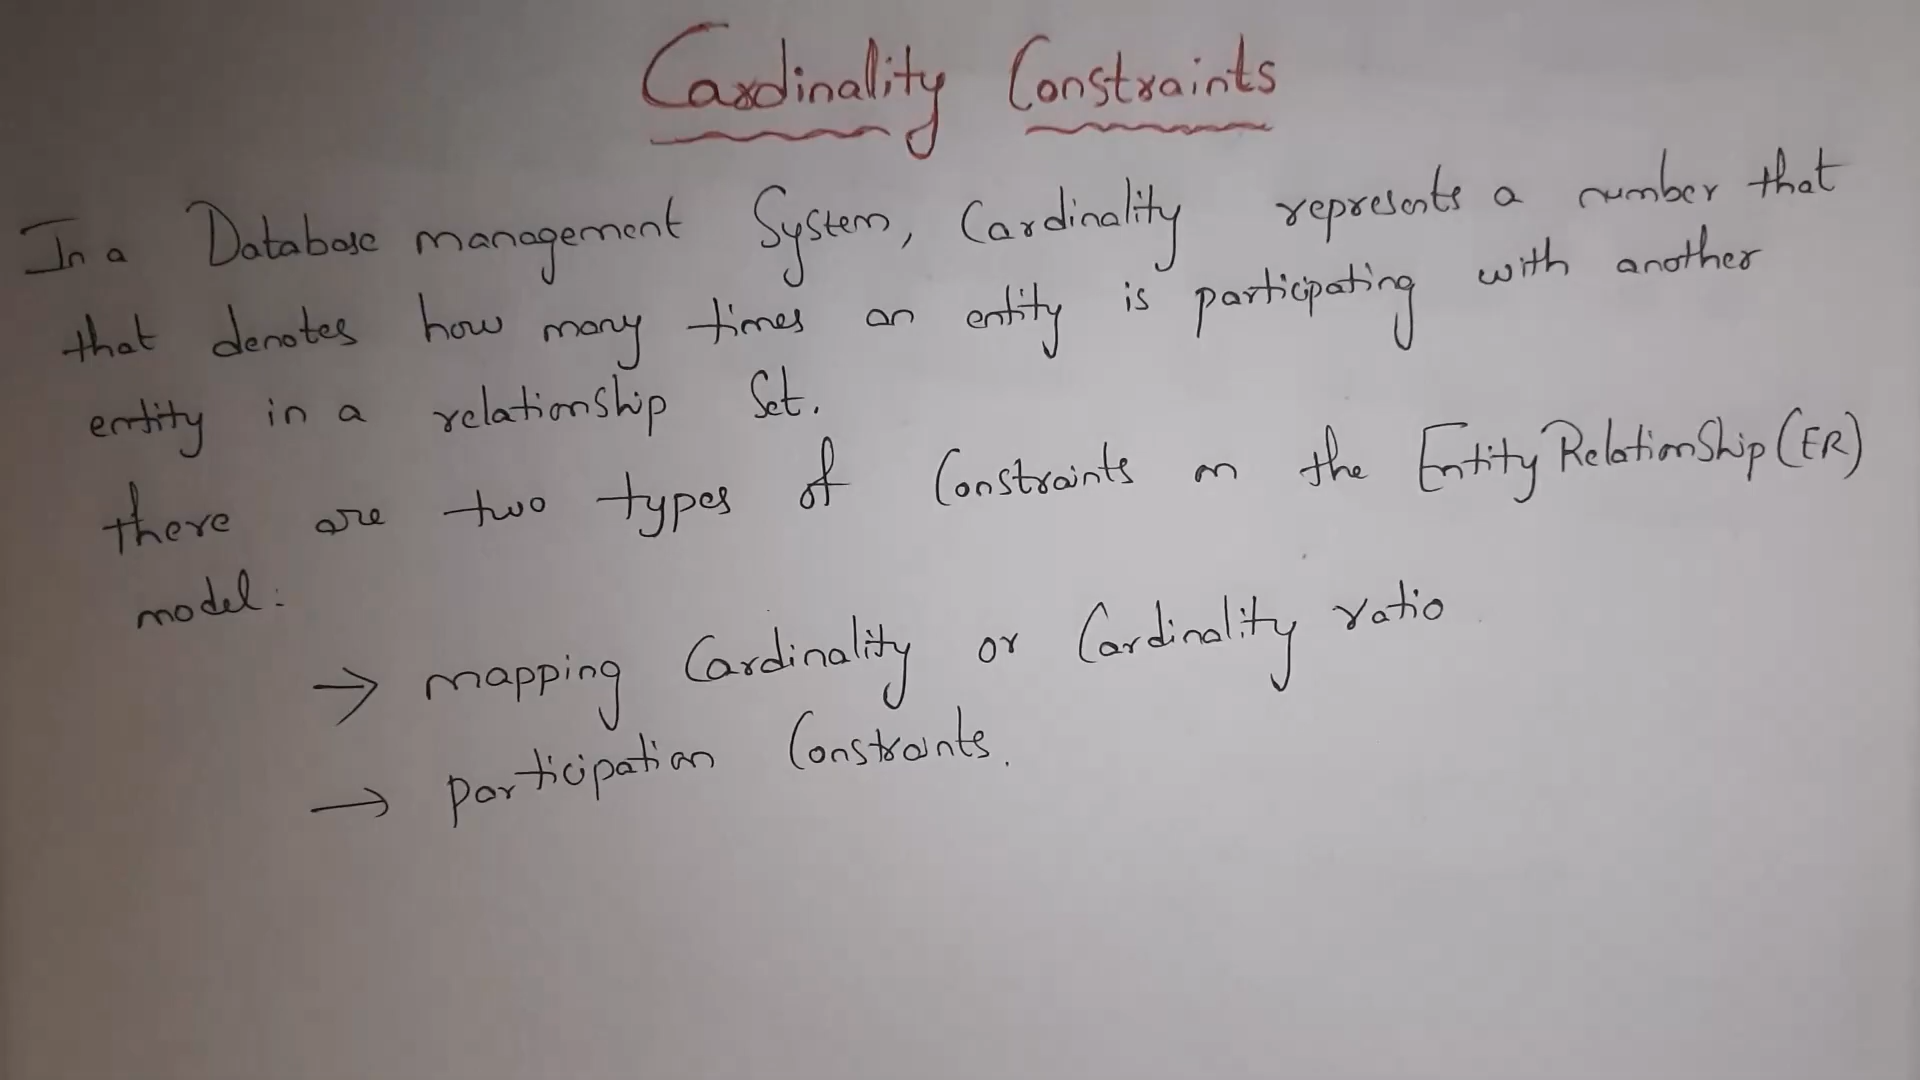 Cardinality Constraints
In a Database management System, Cardinality represents a number that
that denotes how many times an entity is participating with another
entity in a relationship Set.
there are two types of Constraints on the Entity Relationship (ER)
model:
→ mapping Cardinality or Cardinality ratio
→ participation Constraints.